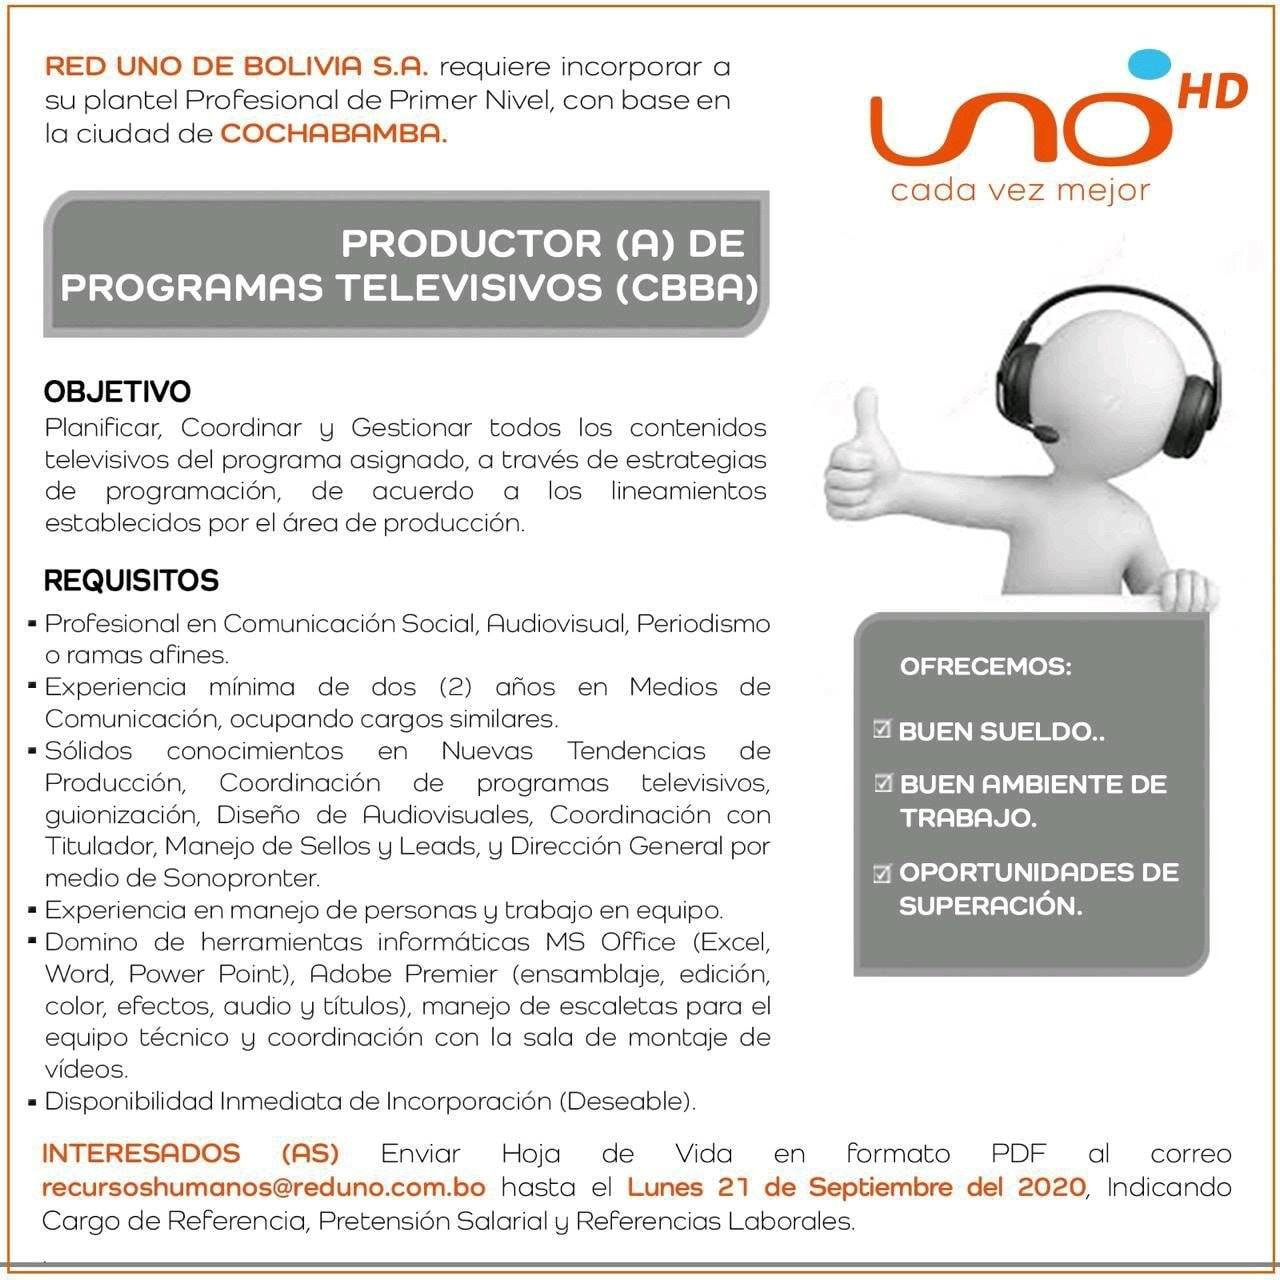 RED UNO DE BOLIVIA S.A. requiere incorporar a
su plantel Profesional de Primer Nivel, con base en
la ciudad de COCHABAMBA.
UNO HD
cada vez mejor
PRODUCTOR (A) DE
PROGRAMAS TELEVISIVOS (CBBA)
OBJETIVO
Planificar, Coordinar y Gestionar todos los contenidos
televisivos del programa asignado, a través de estrategias
de programación, de acuerdo a los lineamientos
establecidos por el área de producción.
REQUISITOS
▪ Profesional en Comunicación Social, Audiovisual, Periodismo
o ramas afines.
▪ Experiencia mínima de dos (2) años en Medios de
Comunicación, ocupando cargos similares.
▪ Sólidos conocimientos en Nuevas Tendencias de
Producción, Coordinación de programas televisivos,
guionización, Diseño de Audiovisuales, Coordinación con
Titulador, Manejo de Sellos y Leads, y Dirección General por
medio de Sonopronter.
▪ Experiencia en manejo de personas y trabajo en equipo.
▪ Domino de herramientas informáticas MS Office (Excel,
Word, Power Point), Adobe Premier (ensamblaje, edición,
color, efectos, audio y títulos), manejo de escaletas para el
equipo técnico y coordinación con la sala de montaje de
vídeos.
▪ Disponibilidad Inmediata de Incorporación (Deseable).
OFRECEMOS:
☑ BUEN SUELDO..
☑ BUEN AMBIENTE DE
TRABAJO.
☑ OPORTUNIDADES DE
SUPERACIÓN.
INTERESADOS (AS) Enviar Hoja de Vida en formato PDF al correo
recursoshumanos@reduno.com.bo hasta el Lunes 21 de Septiembre del 2020, Indicando
Cargo de Referencia, Pretensión Salarial y Referencias Laborales.